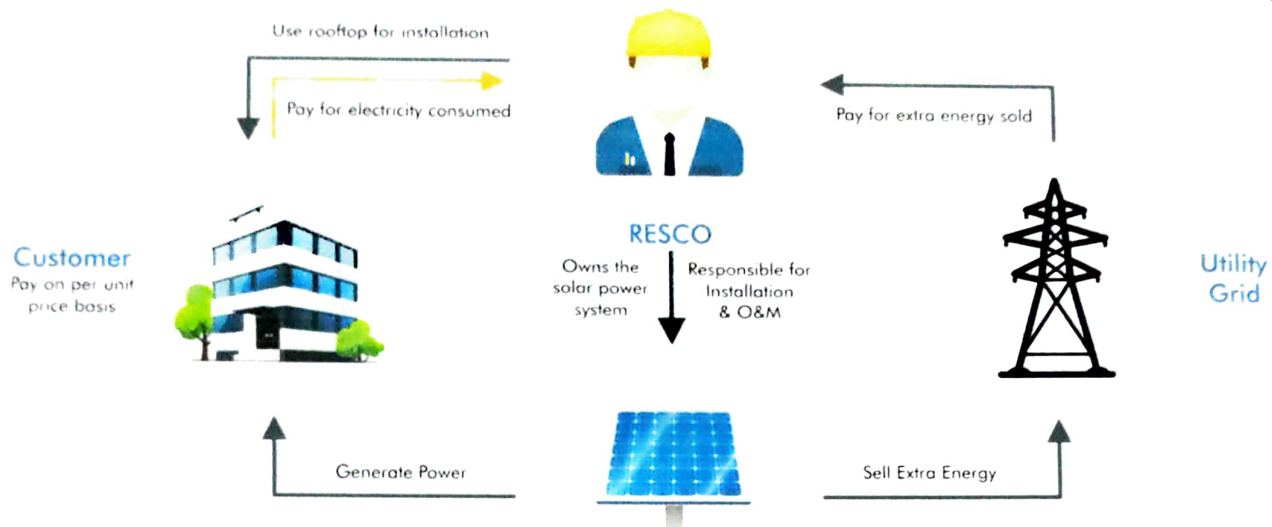 Use rooftop for installation
Pay for electricity consumed
Pay for extra energy sold
Customer
Pay on per unit
price basis
RESCO
Owns the
solar power
system
Responsible for
Installation
& O&M
Utility
Grid
Generate Power
Sell Extra Energy